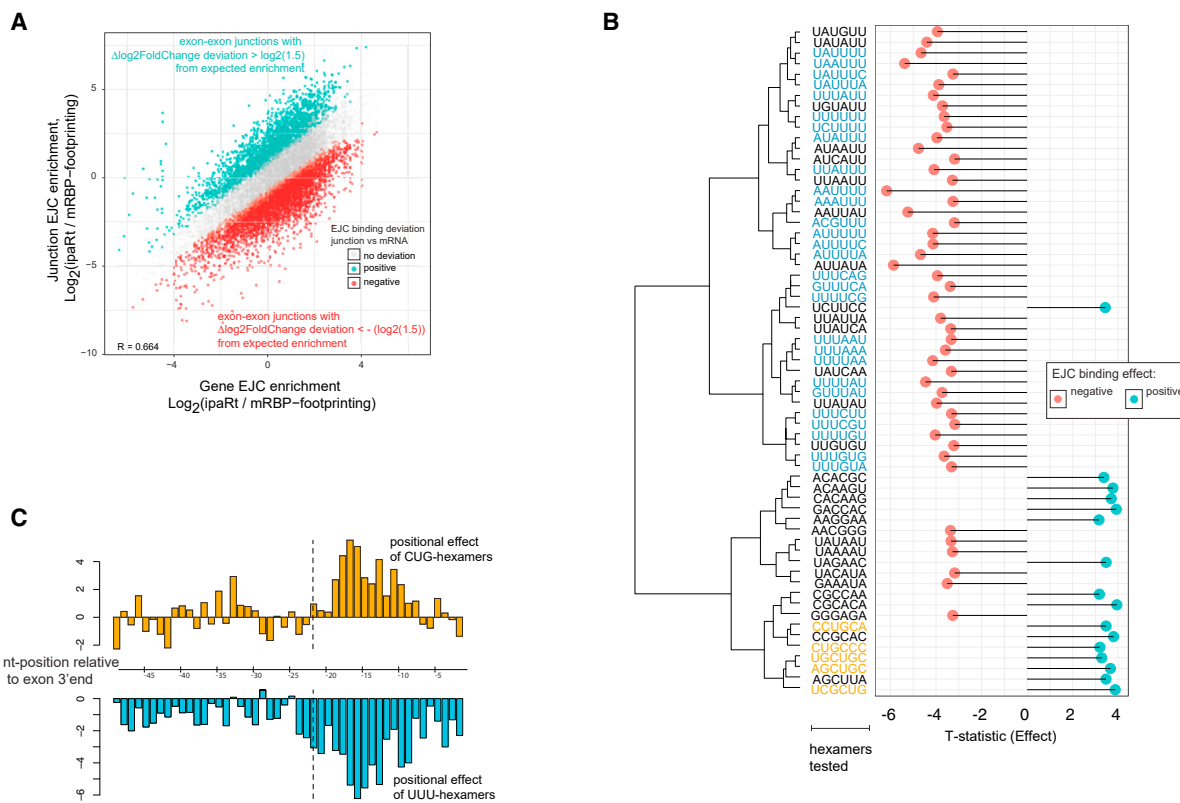 A
exon-exon junctions with
Δlog2FoldChange deviation > log2(1.5)
from expected enrichment
5
0
−5
−10
Junction EJC enrichment,
Log2(ipaRt / mRBP−footprinting)
EJC binding deviation
junction vs mRNA
no deviation
positive
negative
exon-exon junctions with
Δlog2FoldChange deviation < - (log2(1.5))
from expected enrichment
R = 0.664
−4
0
4
Gene EJC enrichment
Log2(ipaRt / mRBP−footprinting)
B
UAUGUU
UAUAUU
UAUUUU
UAAUUU
UAUUUC
UAUUUA
UUUAUU
UGUAUU
UUUUUU
UCUUUU
AUAUUU
AUAAUU
AUCAUU
UUAUUU
UUAAUU
AAUUUU
AAAUUU
AAUUAU
ACGUUU
AUUUUU
AUUUUC
AUUUUA
AUUAUA
UUUCAG
GUUUCA
UUUUCG
UCUUCC
UUAUUA
UUAUCA
UUUAAU
UUUAAA
UUUUAA
UAUCAA
UUUUAU
GUUUAU
UUAUAU
UUUCUU
UUUCGU
UUUUGU
UUGUGU
UUUGUG
UUUGUA
ACACGC
ACAAGU
CACAAG
GACCAC
AAGGAA
AACGGG
UAUAAU
UAAAAU
UAGAAC
UACAUA
GAAAUA
CGCCAA
CGCACA
GGGAGA
CCUGCA
CCGCAC
CUGCCC
UGCUGC
AGCUGC
AGCUUA
UCGCUG
EJC binding effect:
negative
positive
-6
-4
-2
0
2
4
T-statistic (Effect)
hexamers
tested
C
positional effect
of CUG-hexamers
4
2
0
-2
nt-position relative
to exon 3'end
-45
-40
-35
-30
-25
-20
-15
-10
-5
0
-2
-4
-6
positional effect
of UUU-hexamers